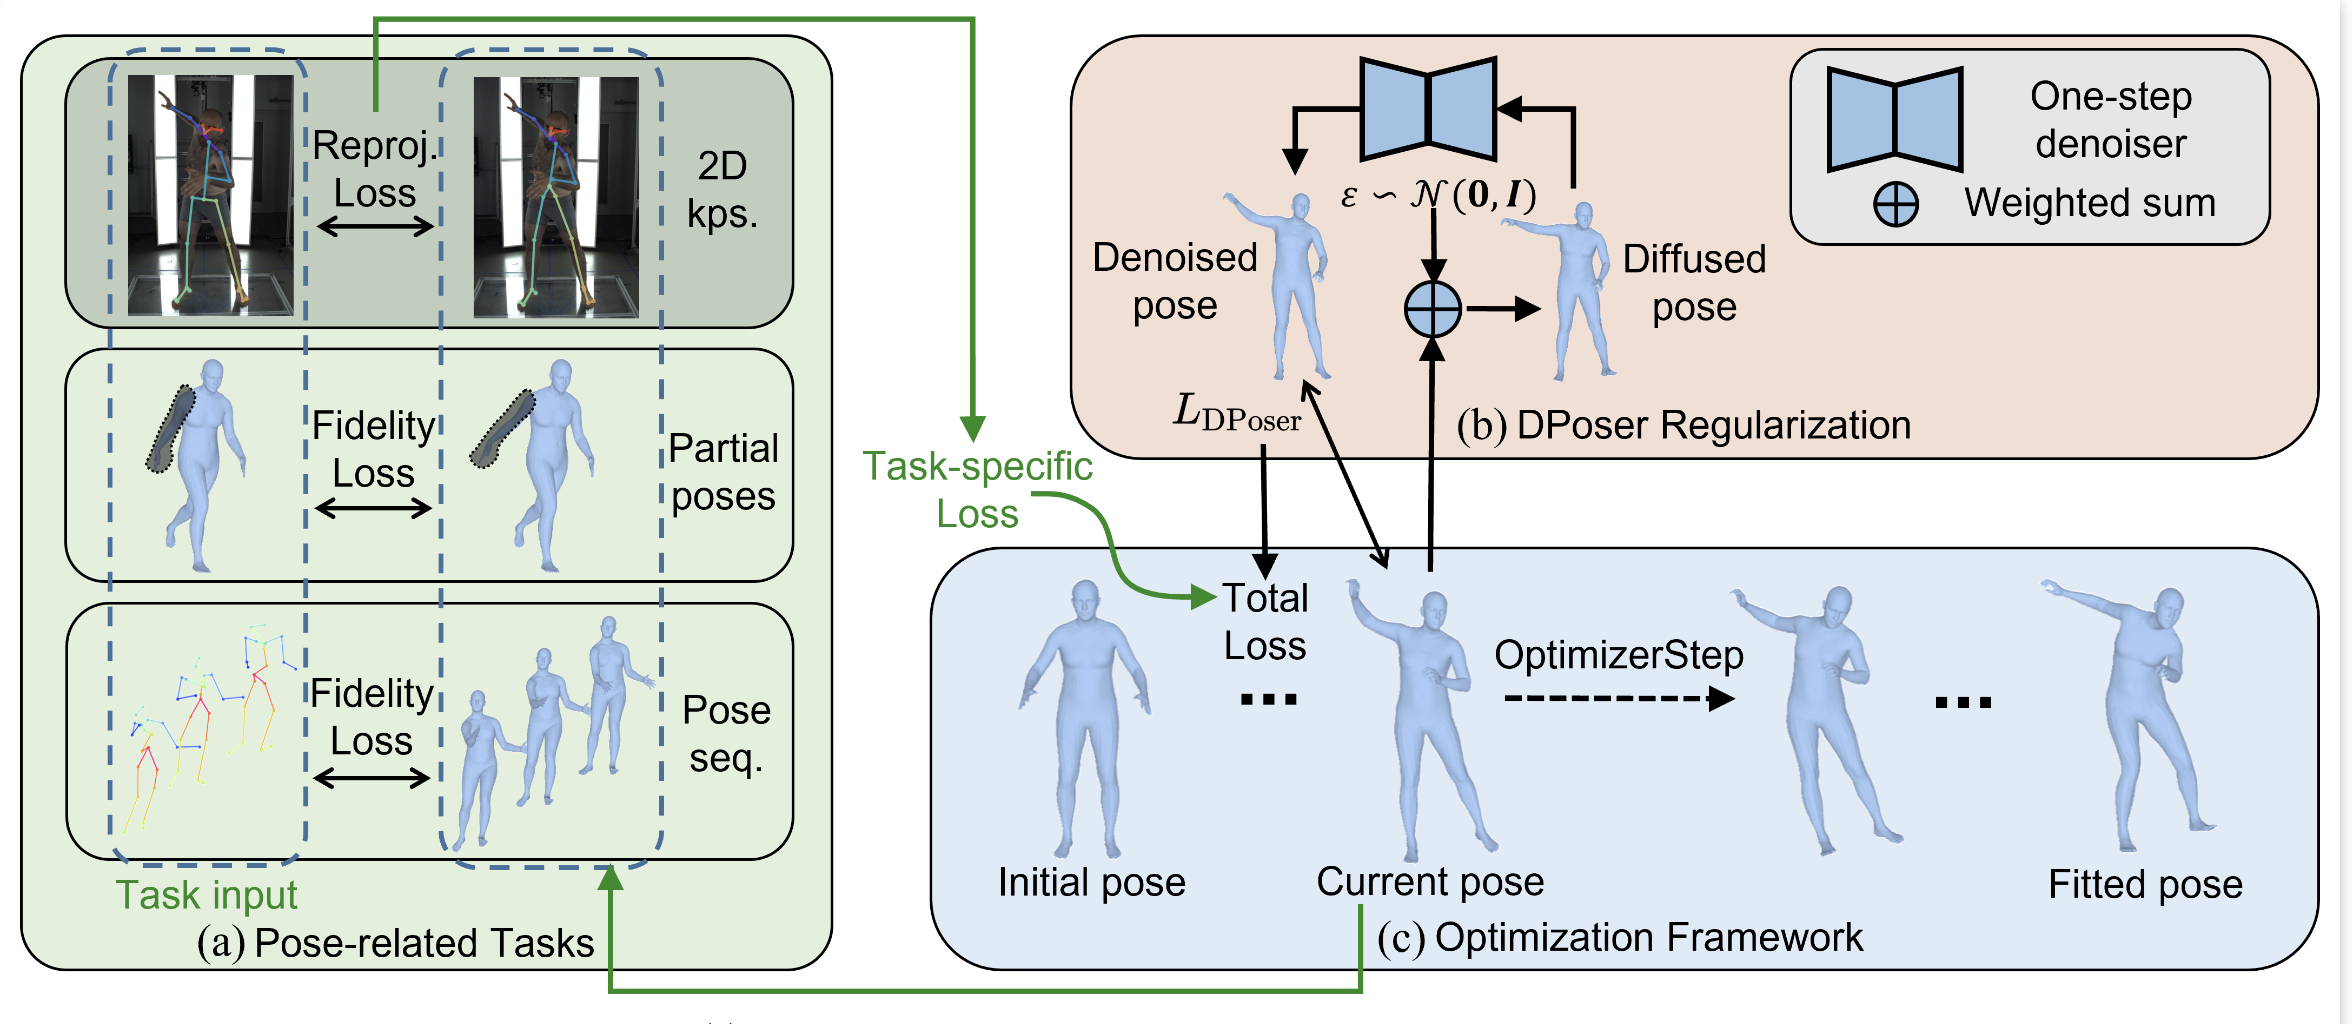 Reproj.
Loss
2D
kps.
Fidelity
Loss
Partial
poses
Fidelity
Loss
Pose
seq.
Task input
(a) Pose-related Tasks
Task-specific
Loss
One-step
denoiser
Weighted sum
ε ∽ 𝒩(0, I)
Denoised
pose
Diffused
pose
L_DPoser
(b) DPoser Regularization
Total
Loss
...
OptimizerStep
...
Initial pose
Current pose
Fitted pose
(c) Optimization Framework